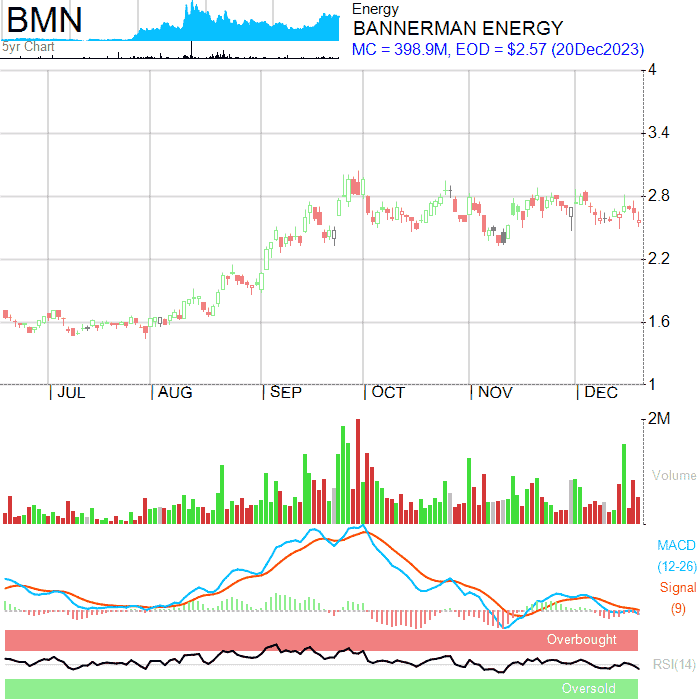 BMN
Energy
BANNERMAN ENERGY
5yr Chart
MC = 398.9M, EOD = $2.57 (20Dec2023)
4
3.4
2.8
2.2
1.6
1
JUL AUG SEP OCT NOV DEC
2M
Volume
MACD
(12-26)
Signal
(9)
Overbought
RSI(14)
Oversold